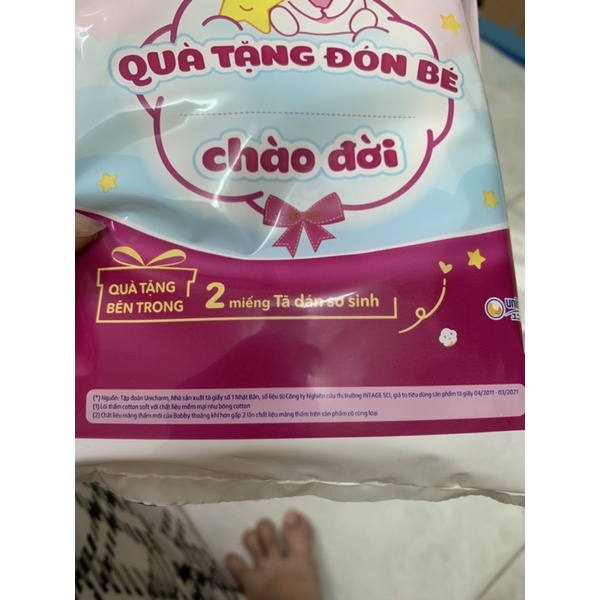 QUÀ TẶNG ĐÓN BÉ
chào đời
QUÀ TẶNG
BÊN TRONG
2 miếng Tã dán sơ sinh
(*) Nguồn: Tập đoàn Unicharm, Nhà sản xuất tã giấy số 1 Nhật Bản, số liệu từ Công ty Nghiên cứu thị trường INTAGE SCI, giá trị tiêu dùng sản phẩm tã giấy 04/2011 - 03/2021
(1) Lõi thấm cotton soft với chất liệu mềm mại như bông cotton
(2) Chất liệu màng thấm mới của Bobby thoáng khí hơn gấp 2 lần chất liệu màng thấm trên sản phẩm cũ cùng loại